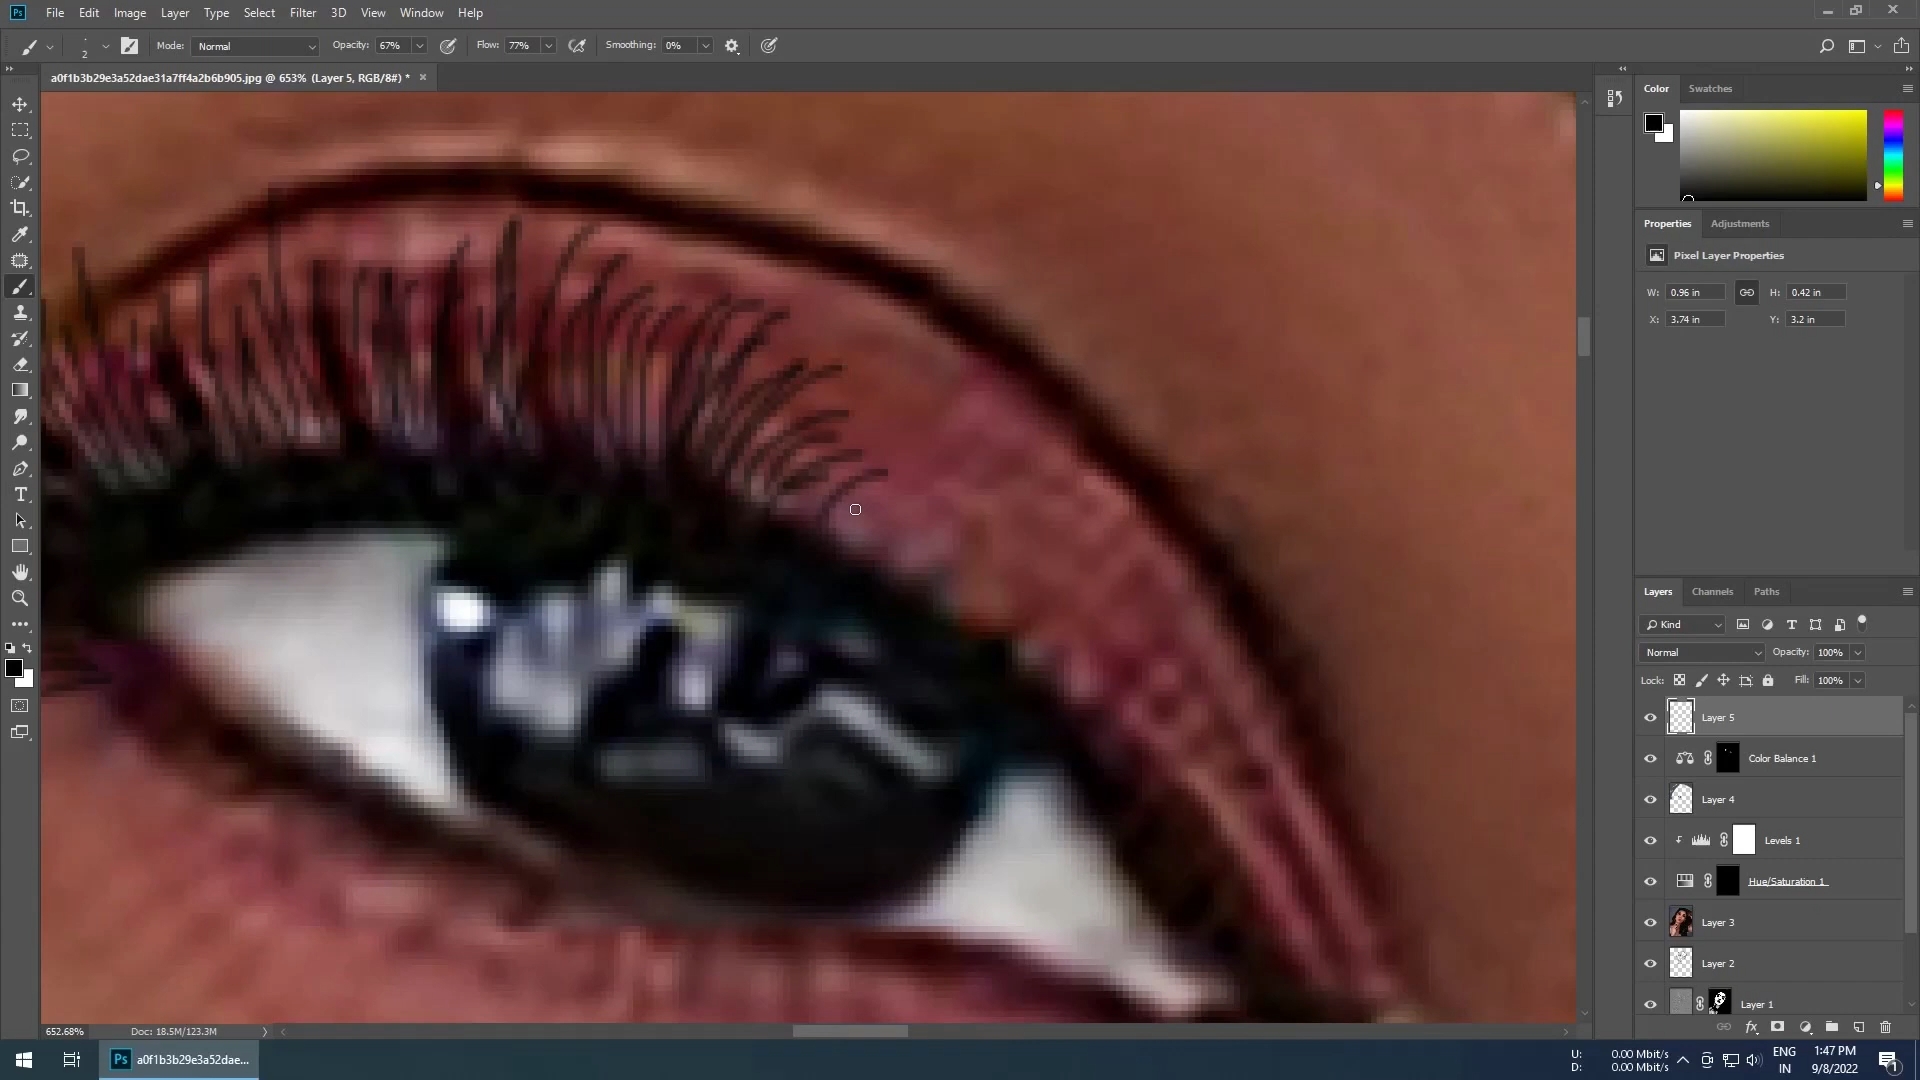 Ps File Edit Image Layer Type Select Filter 3D View Window Help
2 Mode: Normal Opacity: 67% Flow: 77% Smoothing: 0%
a0f1b3b29e3a52dae31a7ff4a2b6b905.jpg @ 653% (Layer 5, RGB/8#) *
Color Swatches
Properties Adjustments
Pixel Layer Properties
W: 0.96 in H: 0.42 in
X: 3.74 in Y: 3.2 in
Layers Channels Paths
Kind
Normal Opacity: 100%
Lock: Fill: 100%
Layer 5
Color Balance 1
Layer 4
Levels 1
Hue/Saturation 1
Layer 3
Layer 2
Layer 1
652.68% Doc: 18.5M/123.3M
Ps a0f1b3b29e3a52dae...
U: 0.00 Mbit/s
D: 0.00 Mbit/s
ENG
IN
1:47 PM
9/8/2022
1